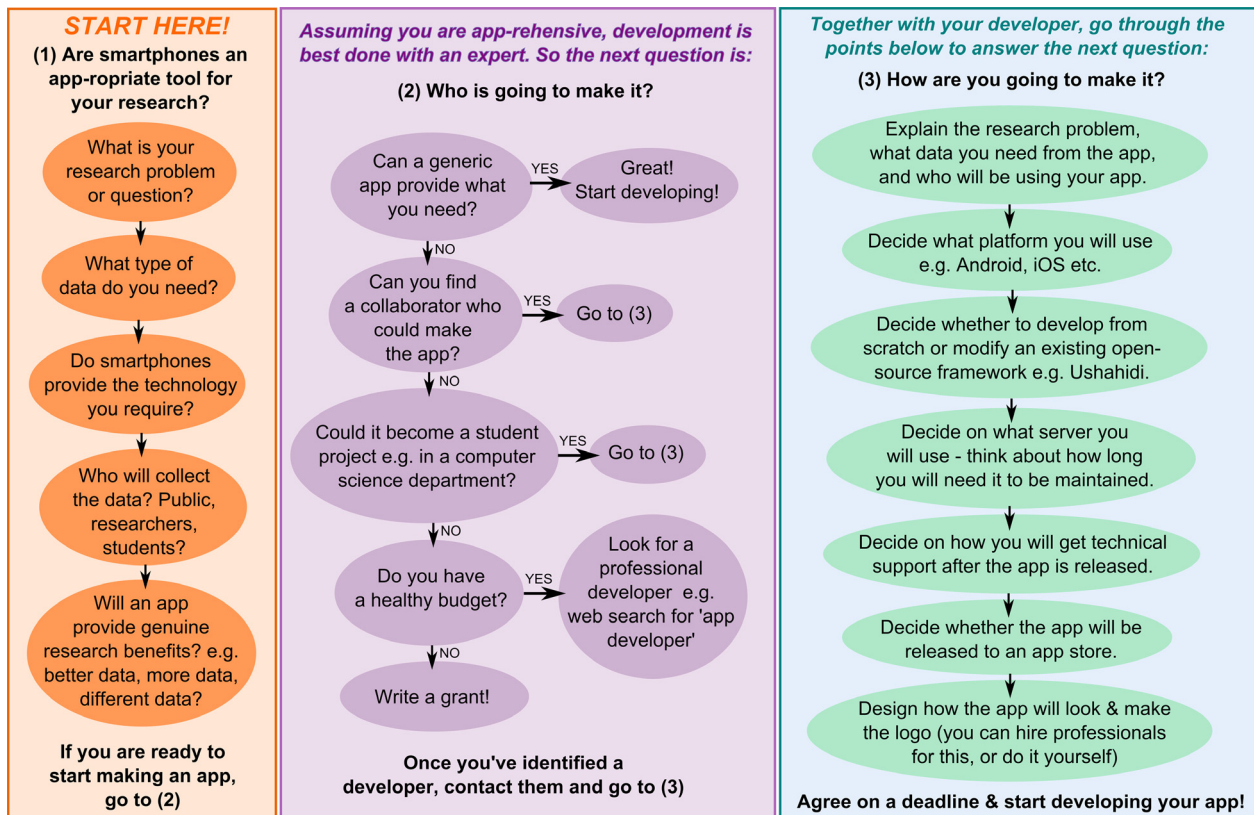 START HERE!
(1) Are smartphones an
app-ropriate tool for
your research?
What is your
research problem
or question?
What type of
data do you need?
Do smartphones
provide the technology
you require?
Who will collect
the data? Public,
researchers,
students?
Will an app
provide genuine
research benefits? e.g.
better data, more data,
different data?
If you are ready to
start making an app,
go to (2)
Assuming you are app-rehensive, development is
best done with an expert. So the next question is:
(2) Who is going to make it?
Can a generic
app provide what
you need?
YES
Great!
Start developing!
NO
Can you find
a collaborator who
could make
the app?
YES
Go to (3)
NO
Could it become a student
project e.g. in a computer
science department?
YES
Go to (3)
NO
Do you have
a healthy budget?
YES
Look for a
professional
developer e.g.
web search for 'app
developer'
NO
Write a grant!
Once you've identified a
developer, contact them and go to (3)
Together with your developer, go through the
points below to answer the next question:
(3) How are you going to make it?
Explain the research problem,
what data you need from the app,
and who will be using your app.
Decide what platform you will use
e.g. Android, iOS etc.
Decide whether to develop from
scratch or modify an existing open-
source framework e.g. Ushahidi.
Decide on what server you
will use - think about how long
you will need it to be maintained.
Decide on how you will get technical
support after the app is released.
Decide whether the app will be
released to an app store.
Design how the app will look & make
the logo (you can hire professionals
for this, or do it yourself)
Agree on a deadline & start developing your app!